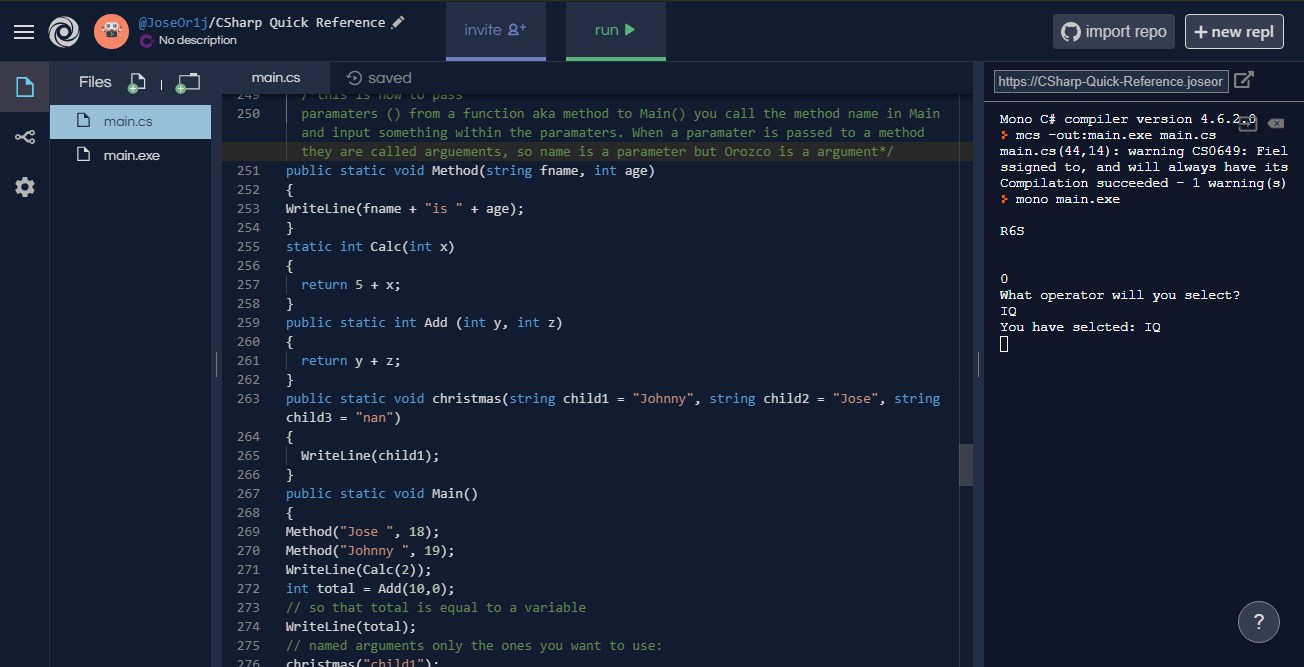 @JoseOr1j/CSharp Quick Reference
No description
invite
run
import repo
+ new repl
Files
main.cs
main.exe
main.cs
saved
249 / this is how to pass
250 paramaters () from a function aka method to Main() you call the method name in Main
and input something within the paramaters. When a paramater is passed to a method
they are called arguements, so name is a parameter but Orozco is a argument*/
251 public static void Method(string fname, int age)
252 {
253 WriteLine(fname + "is " + age);
254 }
255 static int Calc(int x)
256 {
257 return 5 + x;
258 }
259 public static int Add (int y, int z)
260 {
261 return y + z;
262 }
263 public static void christmas(string child1 = "Johnny", string child2 = "Jose", string
child3 = "nan")
264 {
265 WriteLine(child1);
266 }
267 public static void Main()
268 {
269 Method("Jose ", 18);
270 Method("Johnny ", 19);
271 WriteLine(Calc(2));
272 int total = Add(10,0);
273 // so that total is equal to a variable
274 WriteLine(total);
275 // named arguments only the ones you want to use:
276 christmas("child1");
https://CSharp-Quick-Reference.joseor
Mono C# compiler version 4.6.2.0
mcs -out:main.exe main.cs
main.cs(44,14): warning CS0649: Fiel
ssigned to, and will always have its
Compilation succeeded - 1 warning(s)
mono main.exe
R6S
0
What operator will you select?
IQ
You have selcted: IQ
?